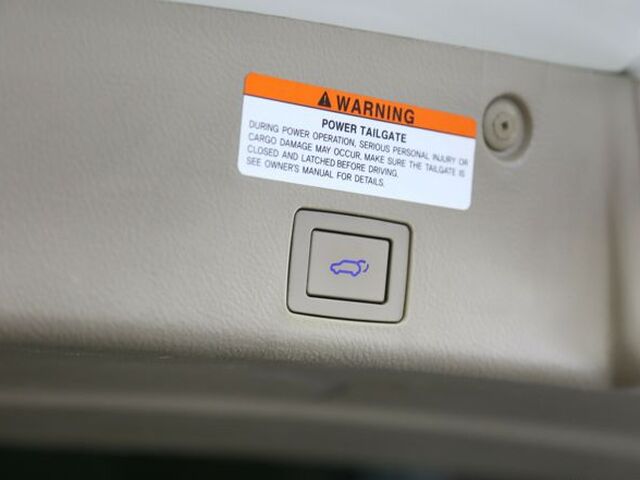 WARNING
POWER TAILGATE
DURING POWER OPERATION, SERIOUS PERSONAL INJURY OR
CARGO DAMAGE MAY OCCUR. MAKE SURE THE TAILGATE IS
CLOSED AND LATCHED BEFORE DRIVING.
SEE OWNER'S MANUAL FOR DETAILS.